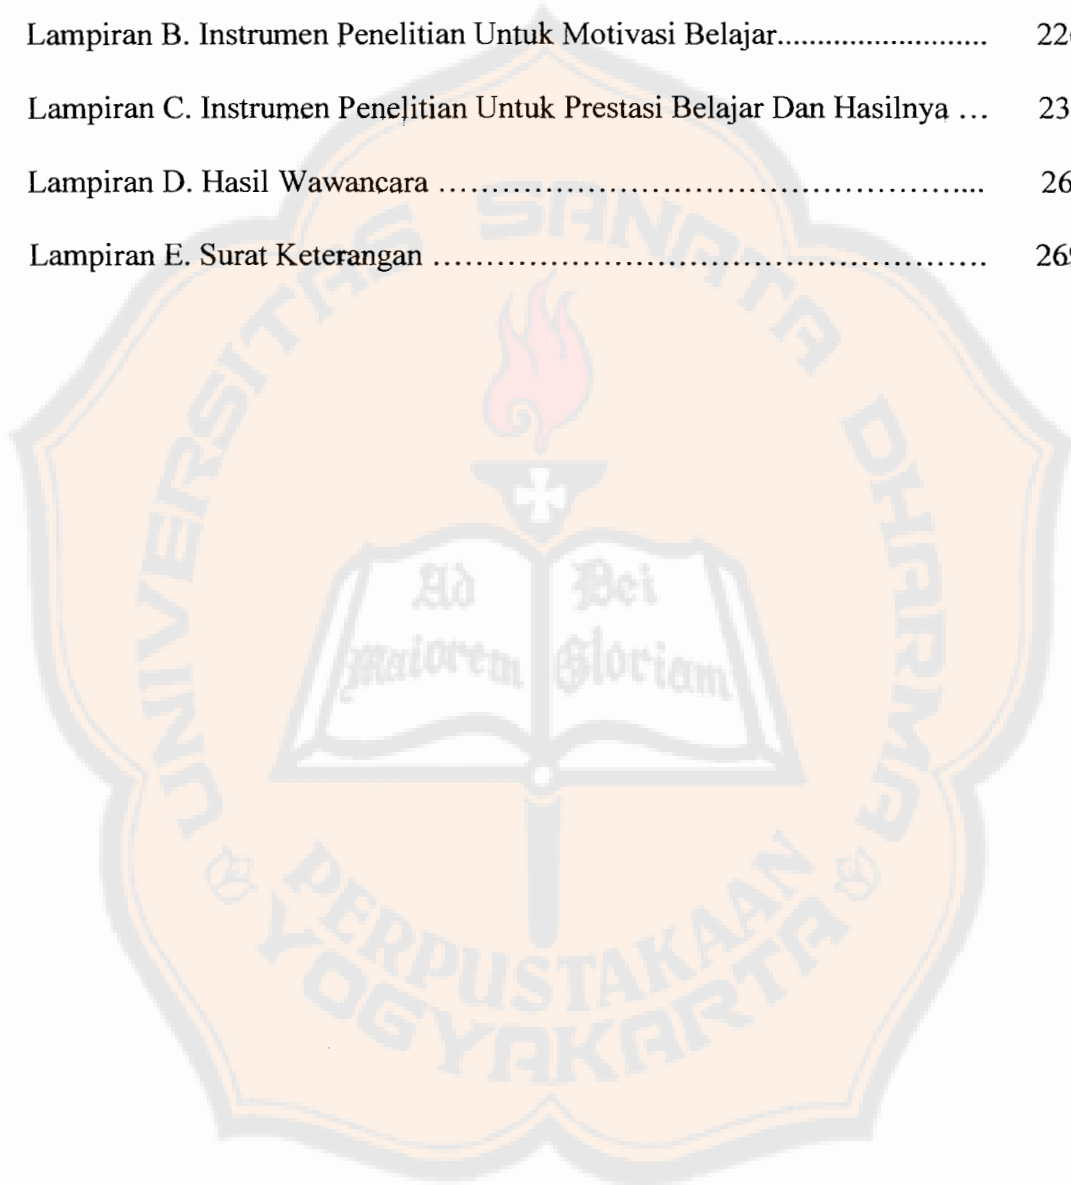 Lampiran B. Instrumen Penelitian Untuk Motivasi Belajar.......................... 22
Lampiran C. Instrumen Penelitian Untuk Prestasi Belajar Dan Hasilnya ... 23
Lampiran D. Hasil Wawancara ................................................... 26
Lampiran E. Surat Keterangan .................................................... 26
UNIVERSITAS SANATA DHARMA
Ad Dei
Maiorem Gloriam
PERPUSTAKAAN
YOGYAKARTA